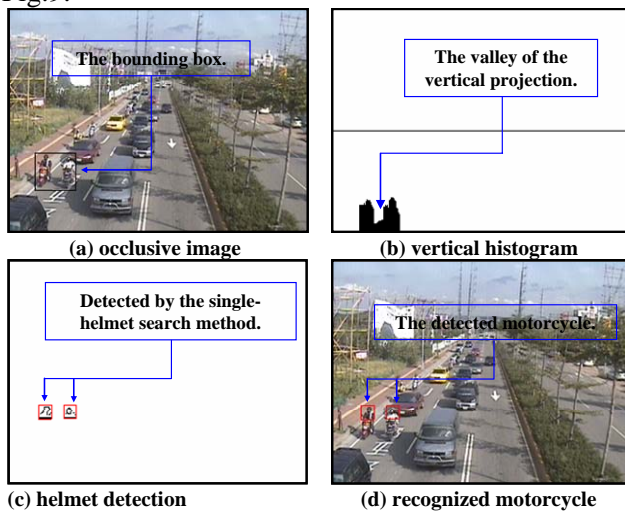 Fig.9.
The bounding box.
The valley of the
vertical projection.
(a) occlusive image
(b) vertical histogram
Detected by the single-
helmet search method.
The detected motorcycle.
(c) helmet detection
(d) recognized motorcycle